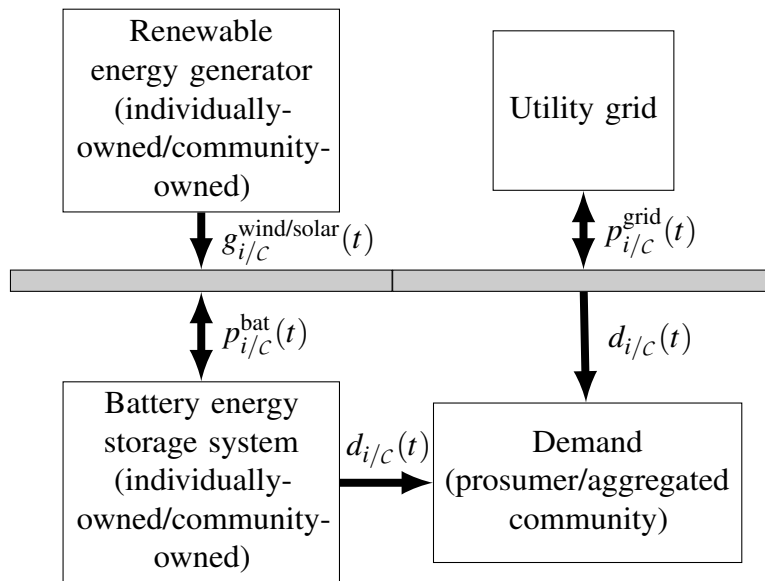 Renewable
energy generator
(individually-
owned/community-
owned)
Utility grid
g_{i/C}^{wind/solar}(t)
p_{i/C}^{grid}(t)
p_{i/C}^{bat}(t)
d_{i/C}(t)
Battery energy
storage system
(individually-
owned/community-
owned)
d_{i/C}(t)
Demand
(prosumer/aggregated
community)